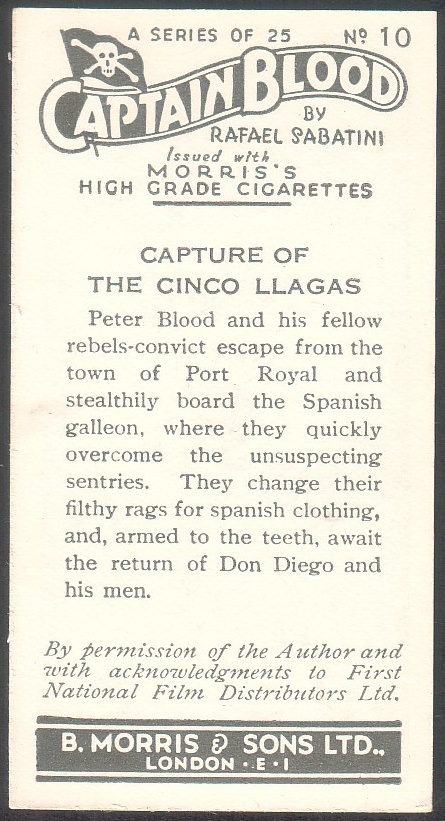 A SERIES OF 25 Nº 10
CAPTAIN BLOOD
BY
RAFAEL SABATINI
Issued with
MORRIS'S
HIGH GRADE CIGARETTES
CAPTURE OF
THE CINCO LLAGAS
Peter Blood and his fellow
rebels-convict escape from the
town of Port Royal and
stealthily board the Spanish
galleon, where they quickly
overcome the unsuspecting
sentries. They change their
filthy rags for spanish clothing,
and, armed to the teeth, await
the return of Don Diego and
his men.
By permission of the Author and
with acknowledgments to First
National Film Distributors Ltd.
B. MORRIS & SONS LTD.,
LONDON · E · 1